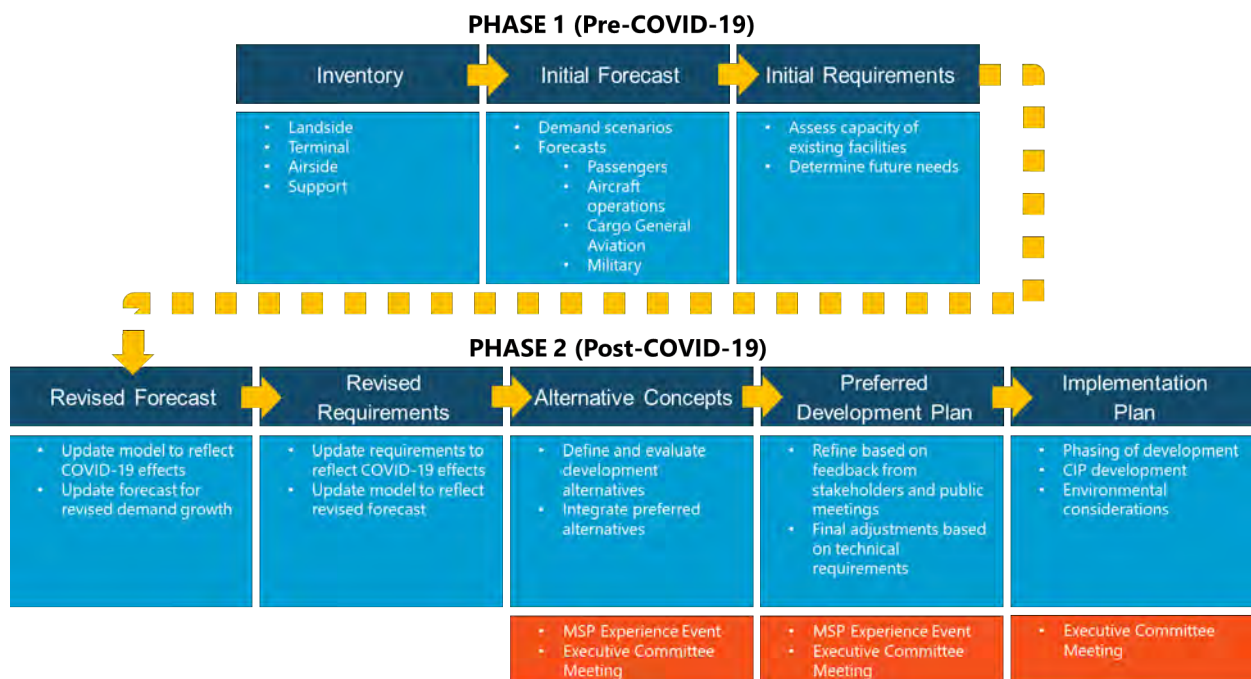 PHASE 1 (Pre-COVID-19)
Inventory
Initial Forecast
Initial Requirements
• Landside
• Terminal
• Airside
• Support
• Demand scenarios
• Forecasts
• Passengers
• Aircraft
operations
• Cargo General
Aviation
• Military
• Assess capacity of
existing facilities
• Determine future needs
PHASE 2 (Post-COVID-19)
Revised Forecast
Revised
Requirements
Alternative Concepts
Preferred
Development Plan
Implementation
Plan
• Update model to reflect
COVID-19 effects
• Update forecast for
revised demand growth
• Update requirements to
reflect COVID-19 effects
• Update model to reflect
revised forecast
• Define and evaluate
development
alternatives
• Integrate preferred
alternatives
• Refine based on
feedback from
stakeholders and public
meetings
• Final adjustments based
on technical
requirements
• Phasing of development
• CIP development
• Environmental
considerations
• MSP Experience Event
• Executive Committee
Meeting
• MSP Experience Event
• Executive Committee
Meeting
• Executive Committee
Meeting